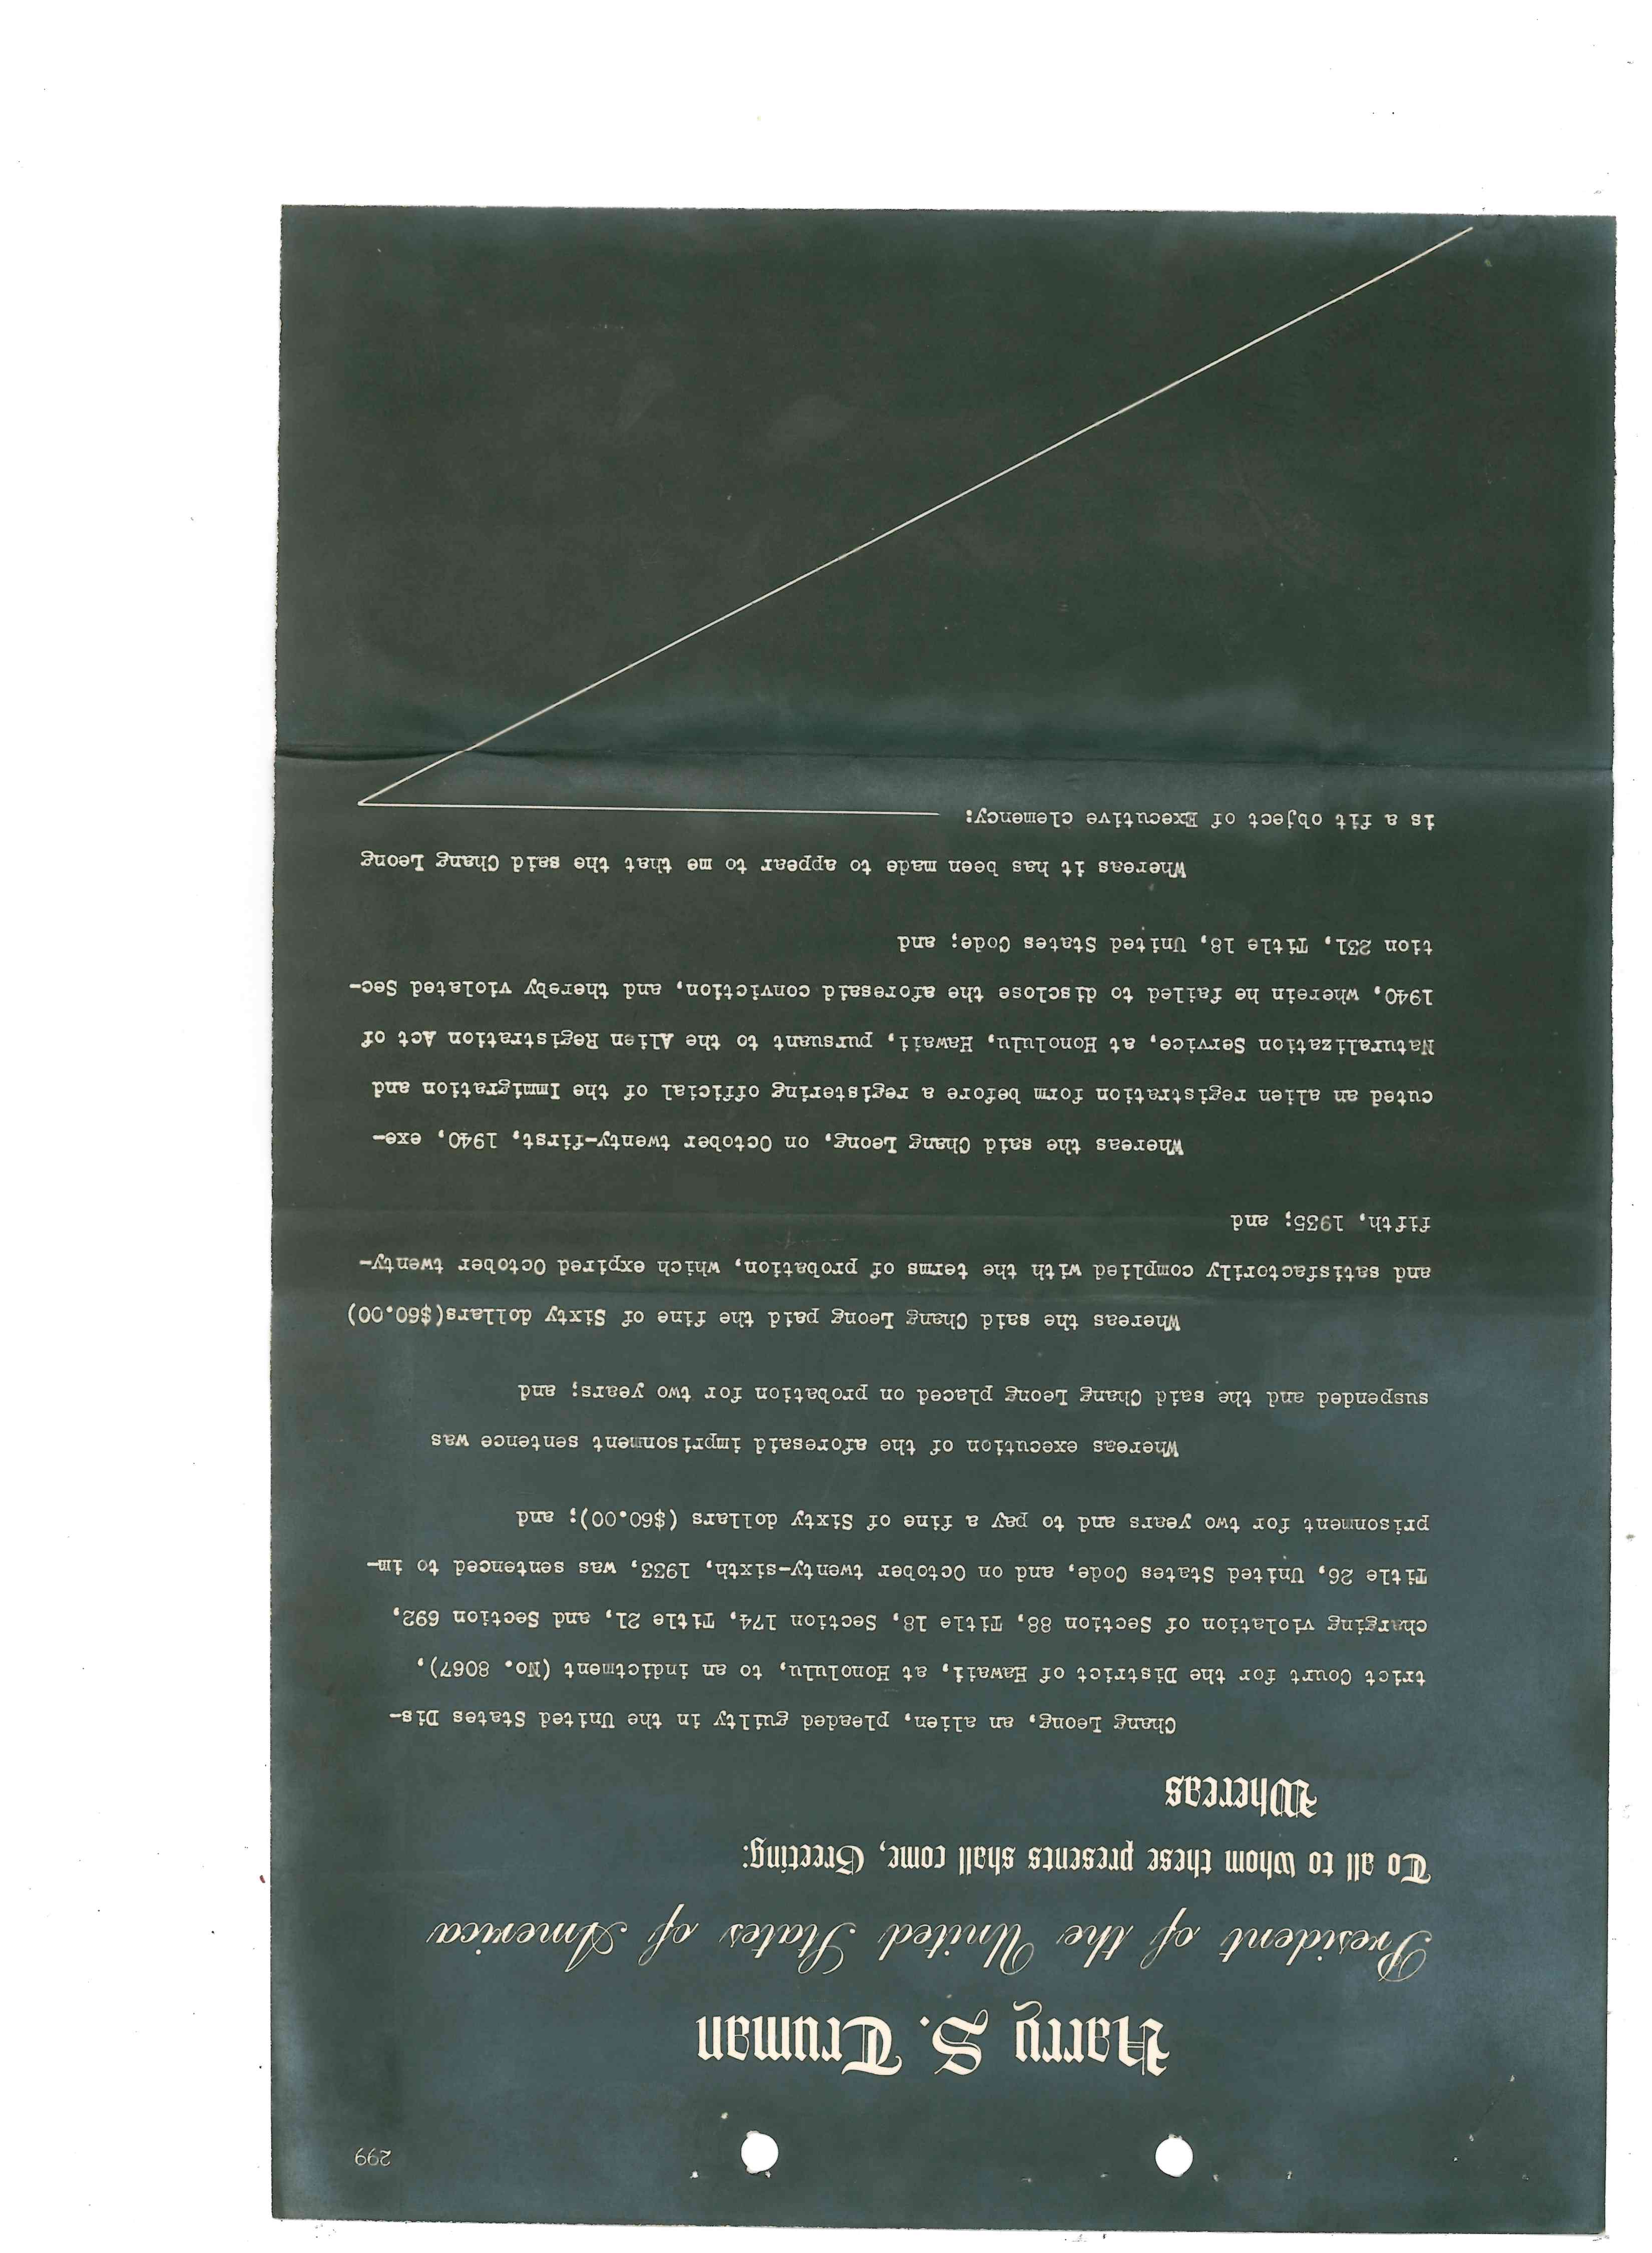 299
Harry S. Truman
President of the United States of America
To all to whom these presents shall come, Greeting:
Whereas
Chang Leong, an alien, pleaded guilty in the United States Dis-
trict Court for the District of Hawaii, at Honolulu, to an indictment (No. 8067),
charging violation of Section 88, Title 18, Section 174, Title 21, and Section 692,
Title 26, United States Code, and on October twenty-sixth, 1933, was sentenced to im-
prisonment for two years and to pay a fine of Sixty dollars ($60.00); and
Whereas execution of the aforesaid imprisonment sentence was
suspended and the said Chang Leong placed on probation for two years; and
Whereas the said Chang Leong paid the fine of Sixty dollars($60.00)
and satisfactorily complied with the terms of probation, which expired October twenty-
fifth, 1935; and
Whereas the said Chang Leong, on October twenty-first, 1940, exe-
cuted an alien registration form before a registering official of the Immigration and
Naturalization Service, at Honolulu, Hawaii, pursuant to the Alien Registration Act of
1940, wherein he failed to disclose the aforesaid conviction, and thereby violated Sec-
tion 231, Title 18, United States Code; and
Whereas it has been made to appear to me that the said Chang Leong
is a fit object of Executive clemency: